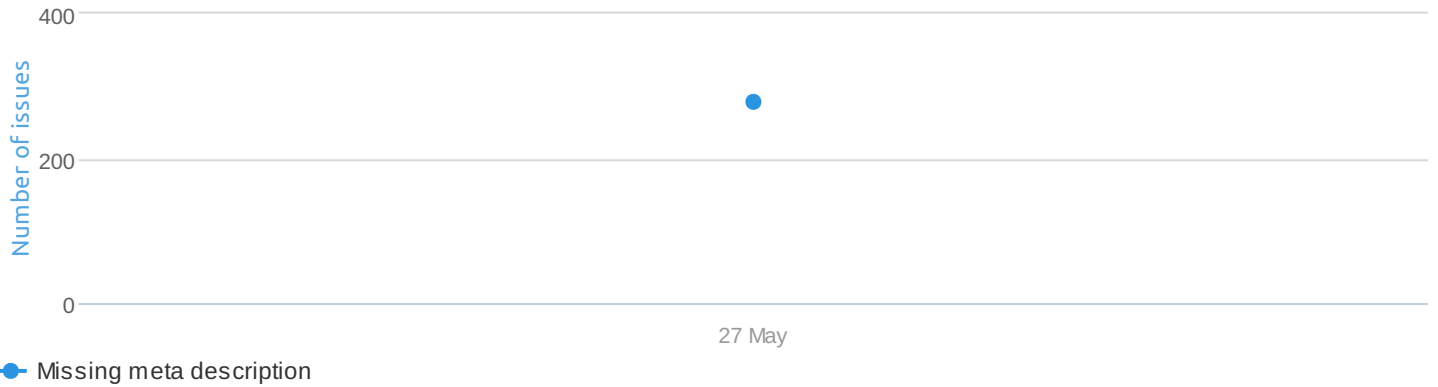 400
Number of issues
200
0
27 May
Missing meta description